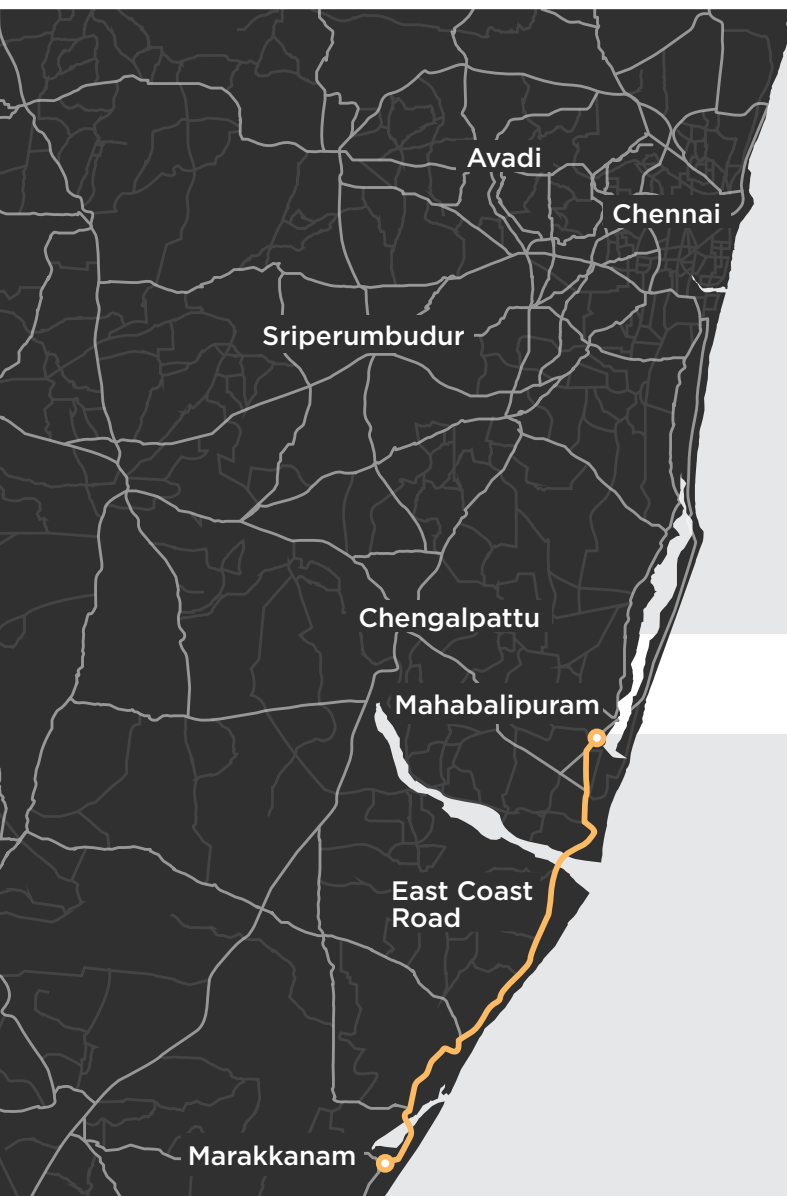 Avadi
Chennai
Sriperumbudur
Chengalpattu
Mahabalipuram
East Coast
Road
Marakkanam